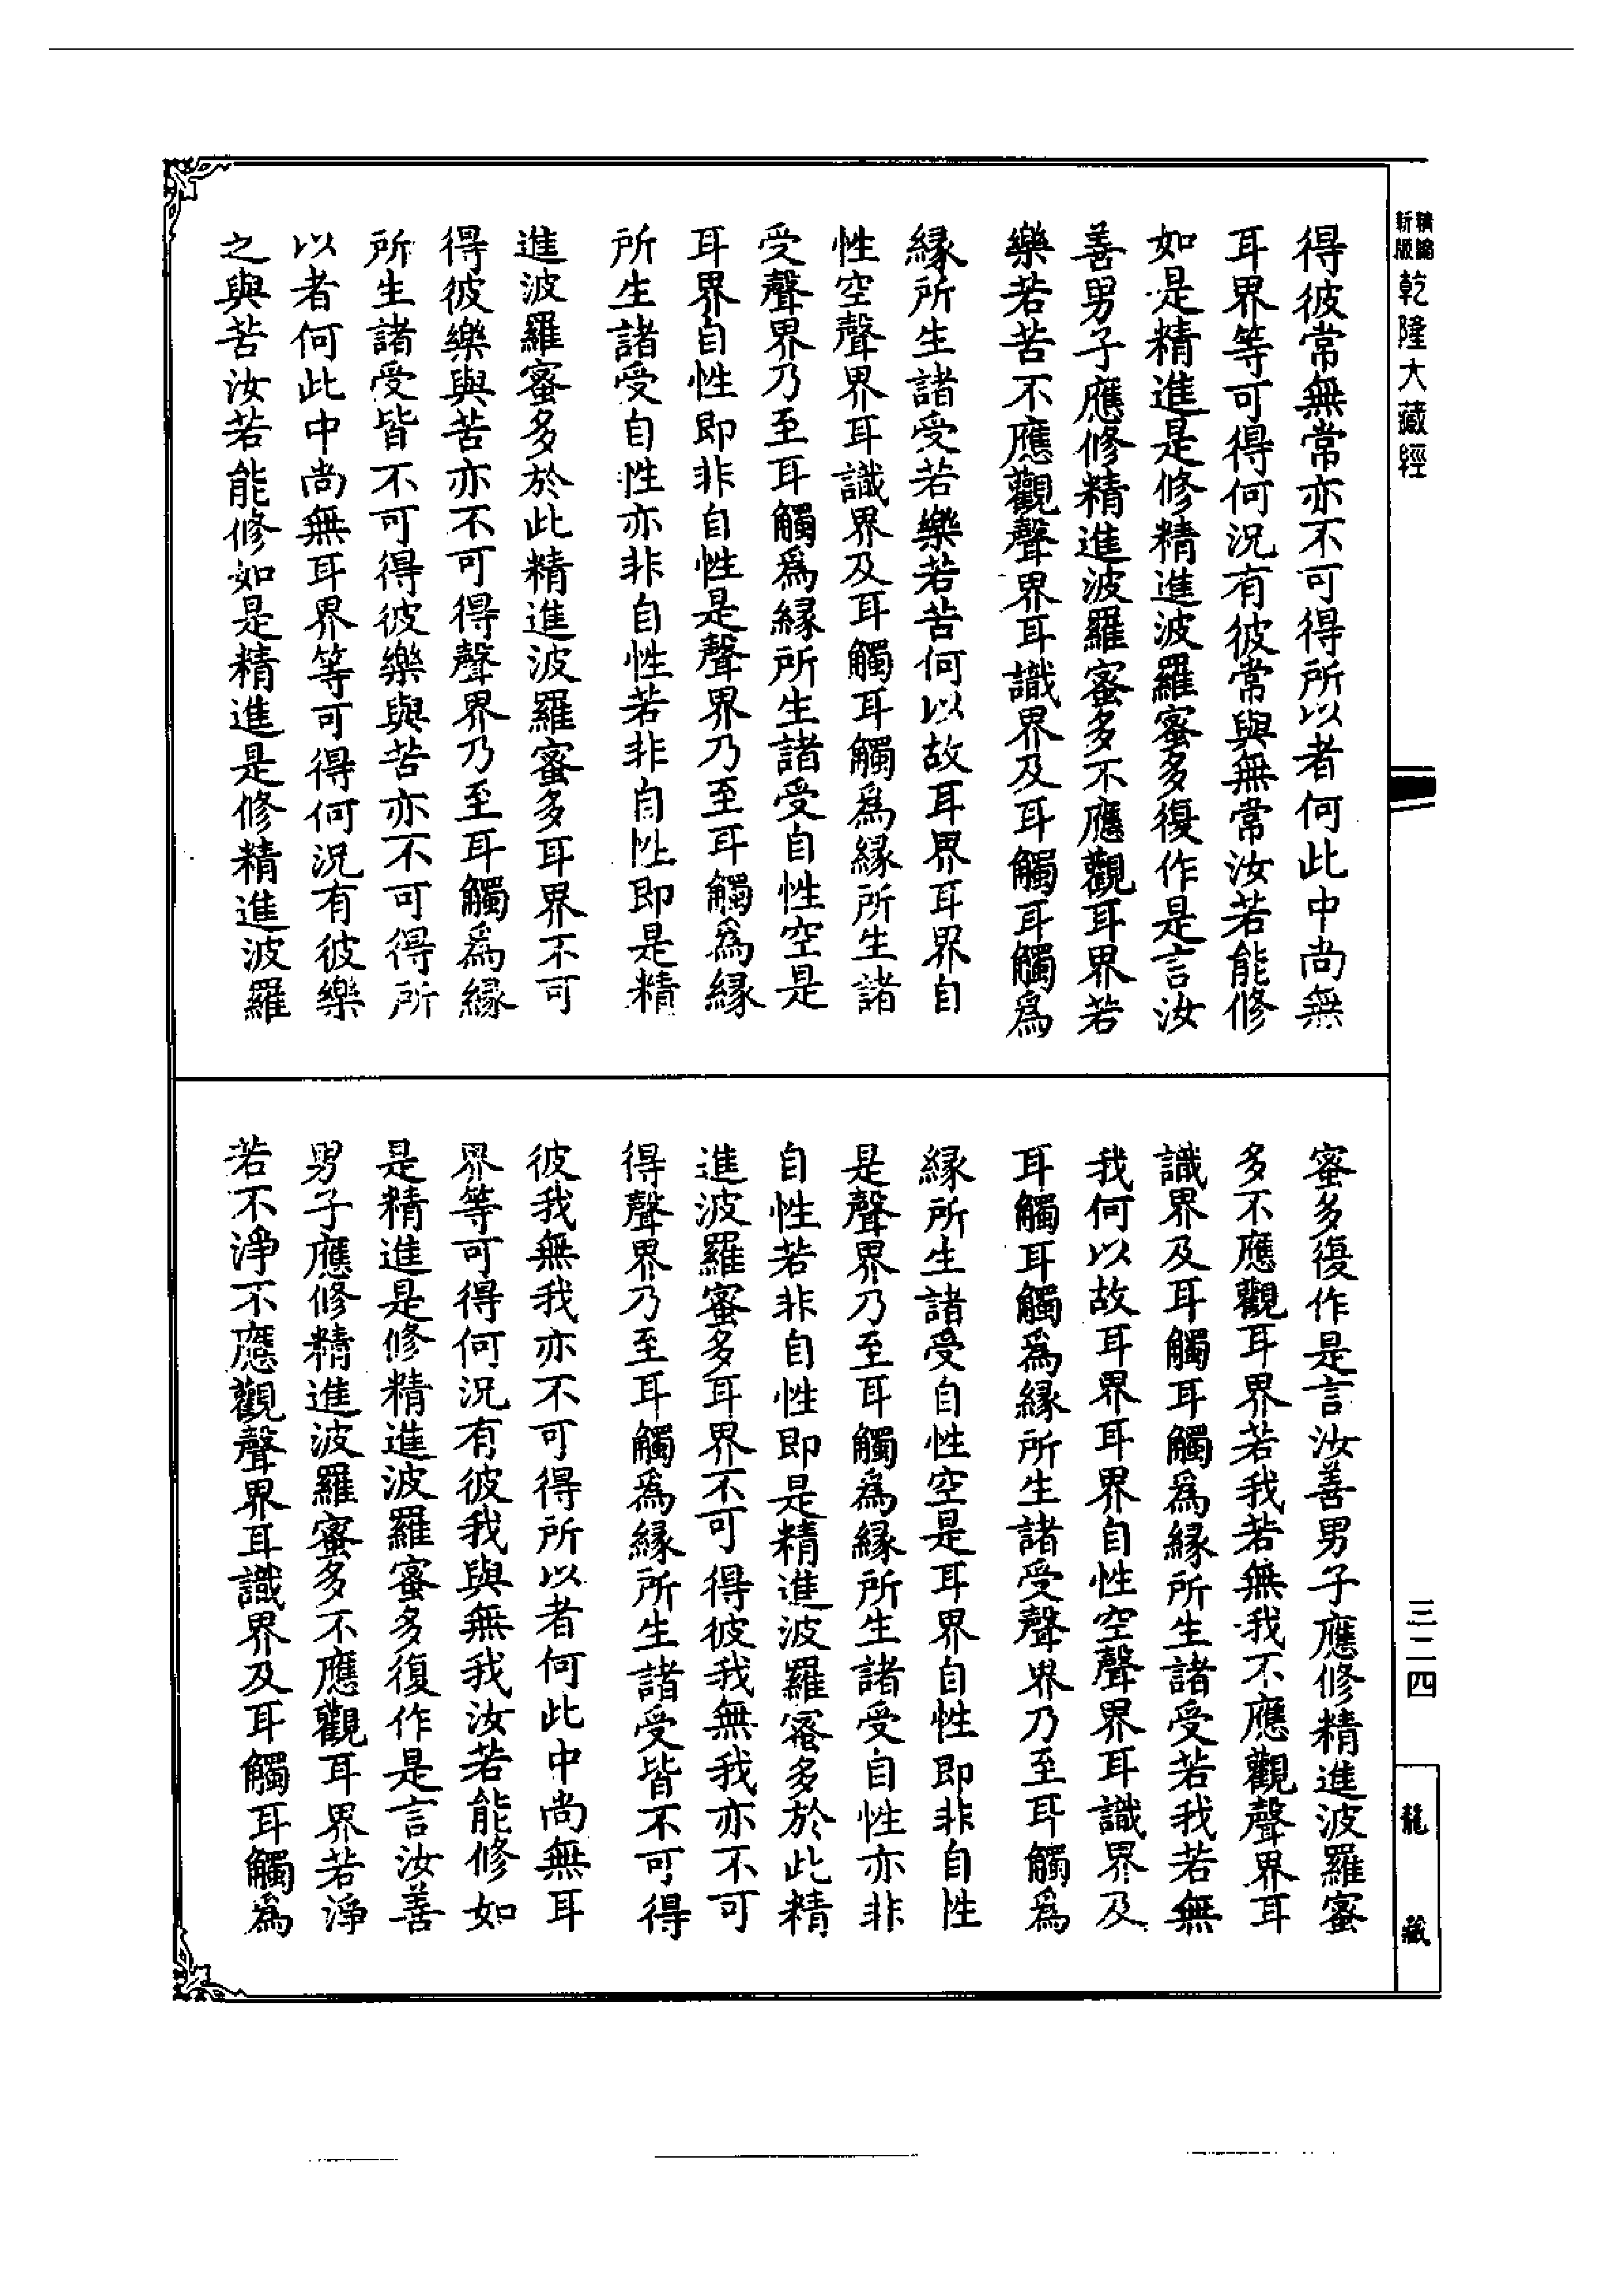 新版精編
乾隆大藏經
得彼常無常亦不可得所以者何此中尚無
耳界等可得何況有彼常與無常汝若能修
如是精進是修精進波羅蜜多復作是言汝
善男子應修精進波羅蜜多不應觀耳界若
樂若苦不應觀聲界耳識界及耳觸耳觸爲
緣所生諸受若樂若苦何以故耳界耳界自
性空聲界耳識界及耳觸耳觸爲緣所生諸
受聲界乃至耳觸爲緣所生諸受自性空是
耳界自性即非自性是聲界乃至耳觸爲緣
所生諸受自性亦非自性若非自性即是精
進波羅蜜多於此精進波羅蜜多耳界不可
得彼樂與苦亦不可得聲界乃至耳觸爲緣
所生諸受皆不可得彼樂與苦亦不可得所
以者何此中尚無耳界等可得何況有彼樂
之與苦汝若能修如是精進是修精進波羅
蜜多復作是言汝善男子應修精進波羅蜜
多不應觀耳界若我若無我不應觀聲界耳
識界及耳觸耳觸爲緣所生諸受若我若無
我何以故耳界耳界自性空聲界耳識界及
耳觸耳觸爲緣所生諸受聲界乃至耳觸爲
緣所生諸受自性空是耳界自性即非自性
是聲界乃至耳觸爲緣所生諸受自性亦非
自性若非自性即是精進波羅蜜多於此精
進波羅蜜多耳界不可得彼我無我亦不可
得聲界乃至耳觸爲緣所生諸受皆不可得
彼我無我亦不可得所以者何此中尚無耳
界等可得何況有彼我與無我汝若能修如
是精進是修精進波羅蜜多復作是言汝善
男子應修精進波羅蜜多不應觀耳界若淨
若不淨不應觀聲界耳識界及耳觸耳觸爲
三二四
龍藏